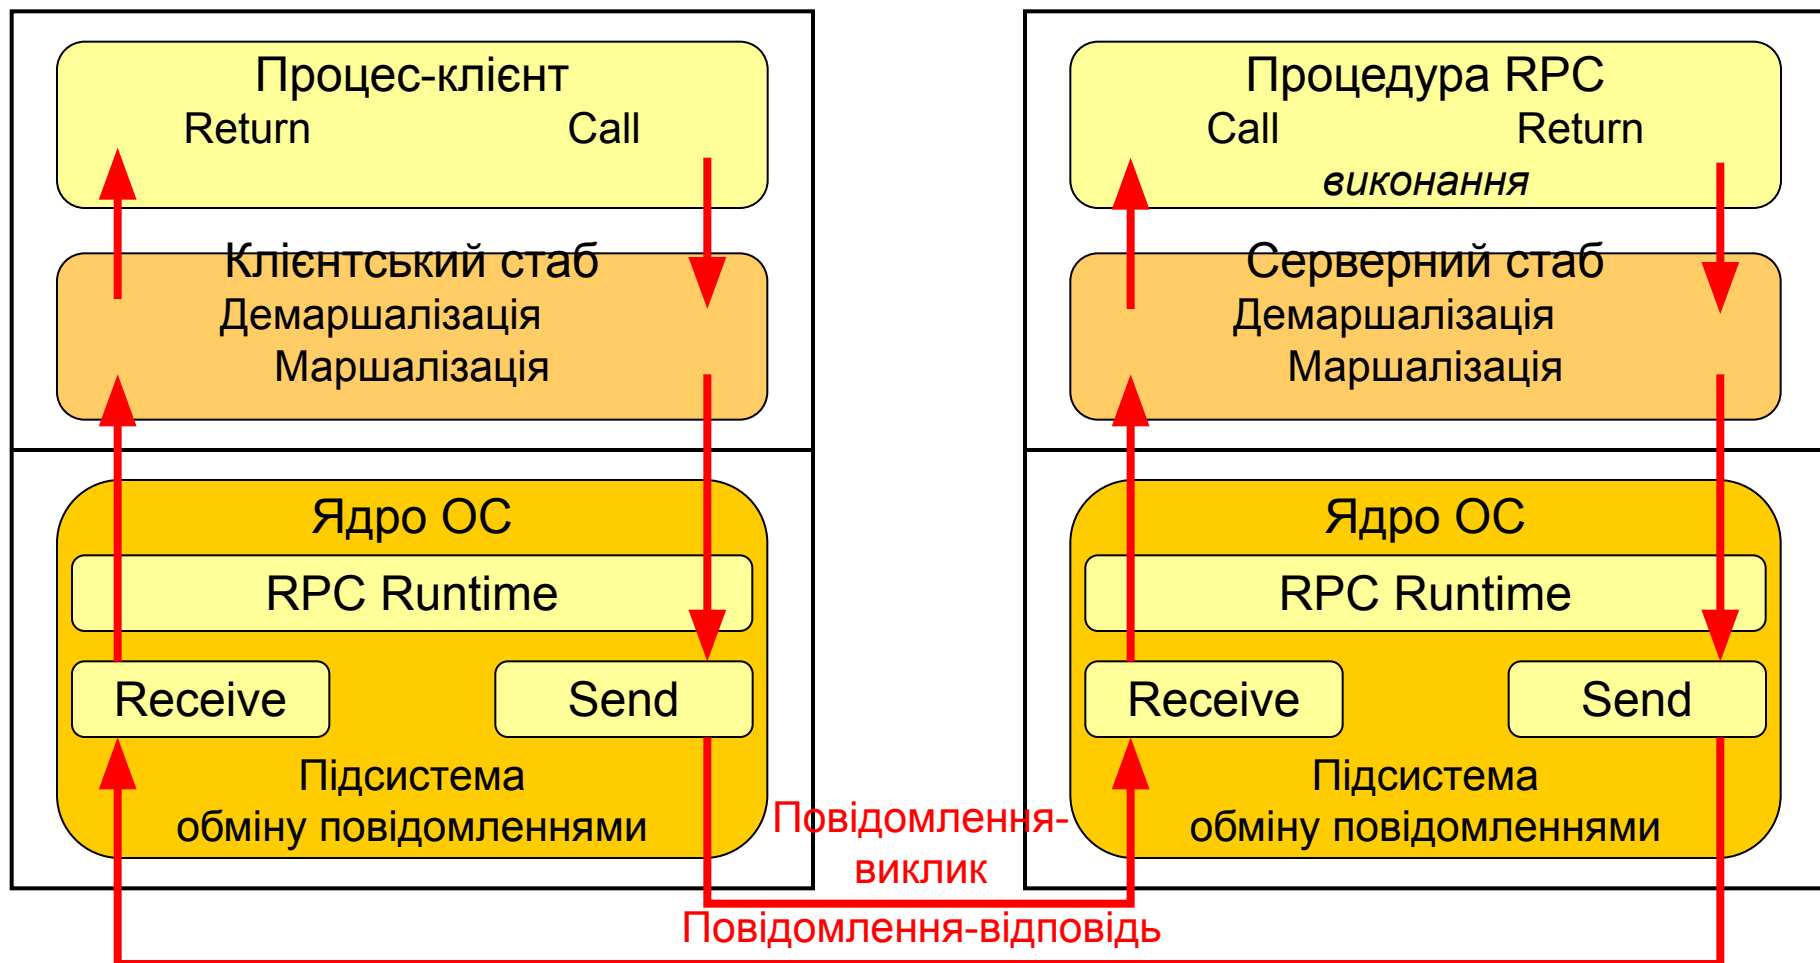 Процес-клієнт
Return Call
Клієнтський стаб
Демаршалізація
Маршалізація
Ядро ОС
RPC Runtime
Receive Send
Підсистема
обміну повідомленнями
Процедура RPC
Call Return
виконання
Серверний стаб
Демаршалізація
Маршалізація
Ядро ОС
RPC Runtime
Receive Send
Підсистема
обміну повідомленнями
Повідомлення-
виклик
Повідомлення-відповідь